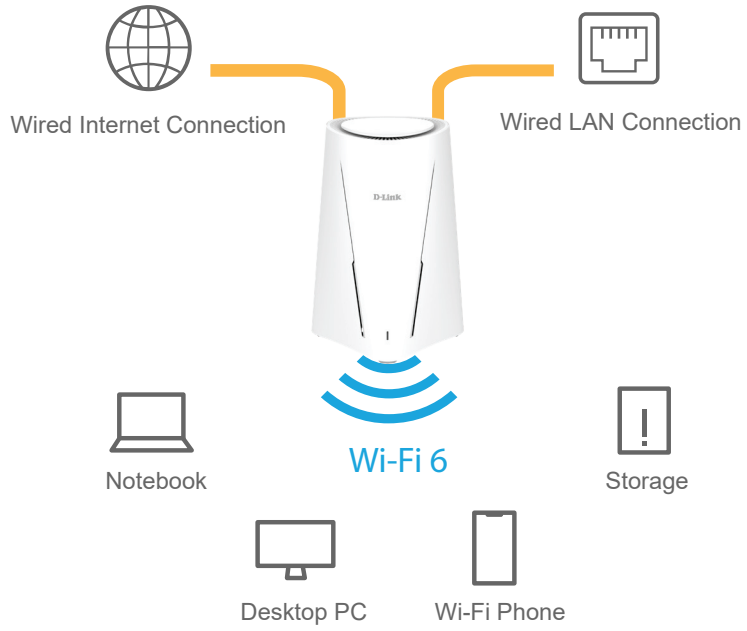 Wired Internet Connection
Wired LAN Connection
D-Link
Wi-Fi 6
Notebook
Storage
Desktop PC
Wi-Fi Phone